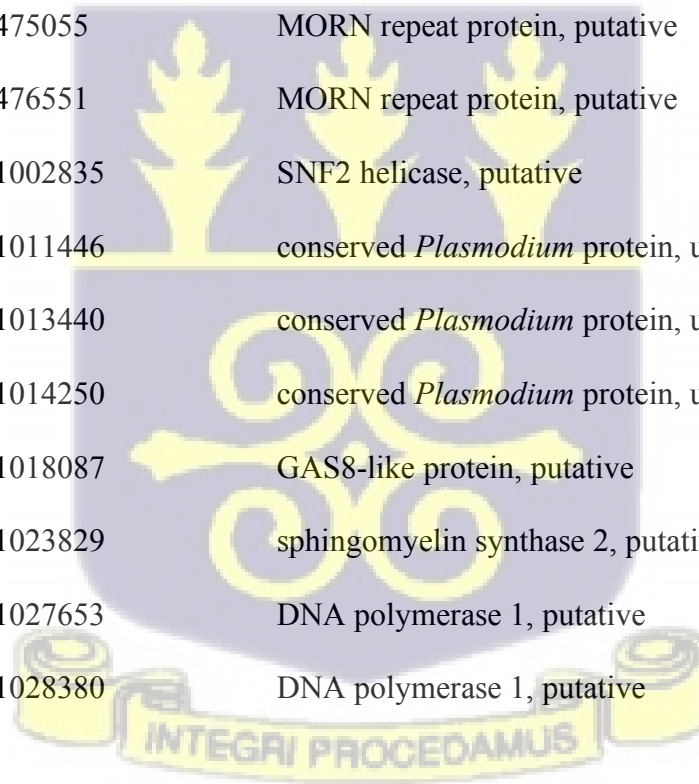 475055 MORN repeat protein, putative
476551 MORN repeat protein, putative
1002835 SNF2 helicase, putative
1011446 conserved Plasmodium protein, u
1013440 conserved Plasmodium protein, u
1014250 conserved Plasmodium protein, u
1018087 GAS8-like protein, putative
1023829 sphingomyelin synthase 2, putati
1027653 DNA polymerase 1, putative
1028380 DNA polymerase 1, putative
INTEGRI PROCEDAMUS